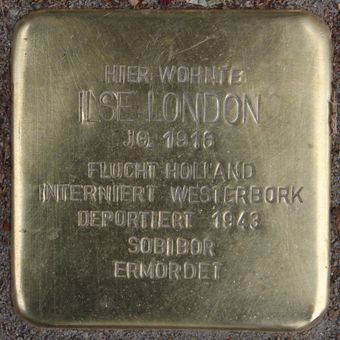 HIER WOHNTE
ILSE LONDON
JG. 1916
FLUCHT HOLLAND
INTERNIERT WESTERBORK
DEPORTIERT 1943
SOBIBOR
ERMORDET